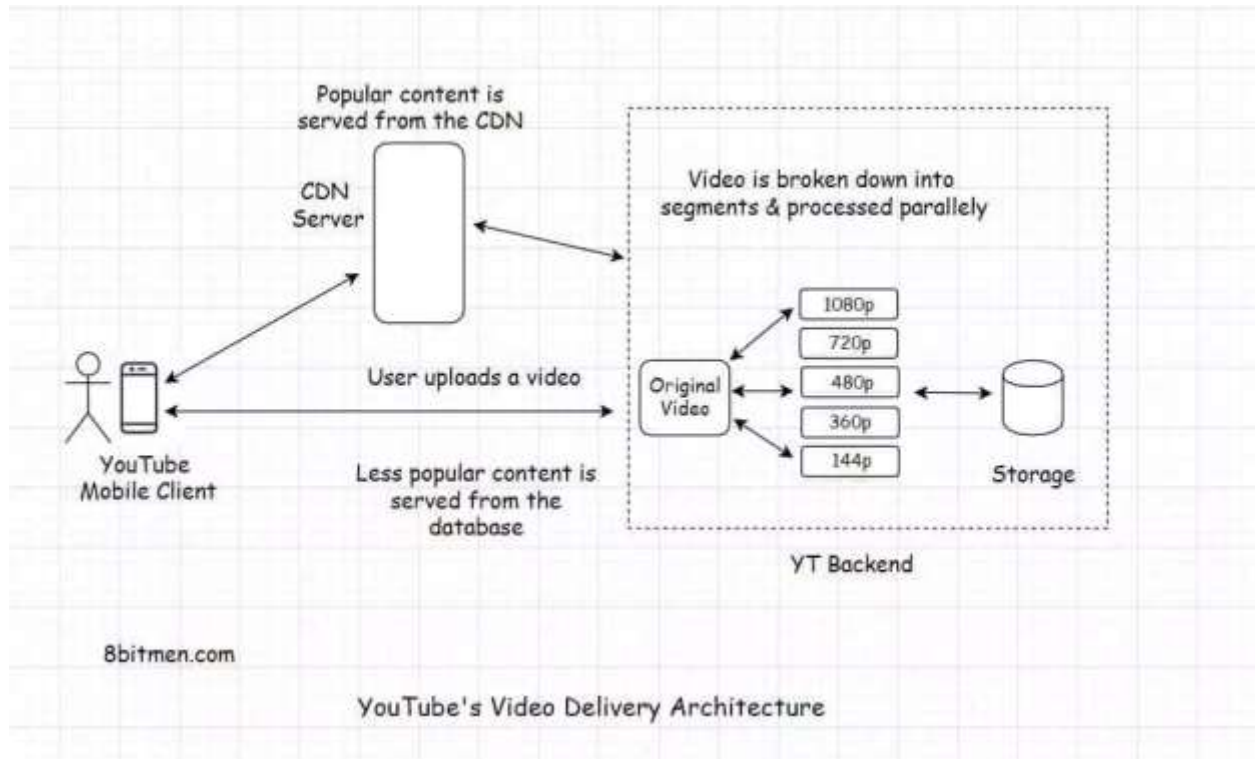 Popular content is
served from the CDN
CDN
Server
Video is broken down into
segments & processed parallely
1080p
720p
480p
360p
144p
Original
Video
User uploads a video
YouTube
Mobile Client
Less popular content is
served from the
database
Storage
YT Backend
8bitmen.com
YouTube's Video Delivery Architecture